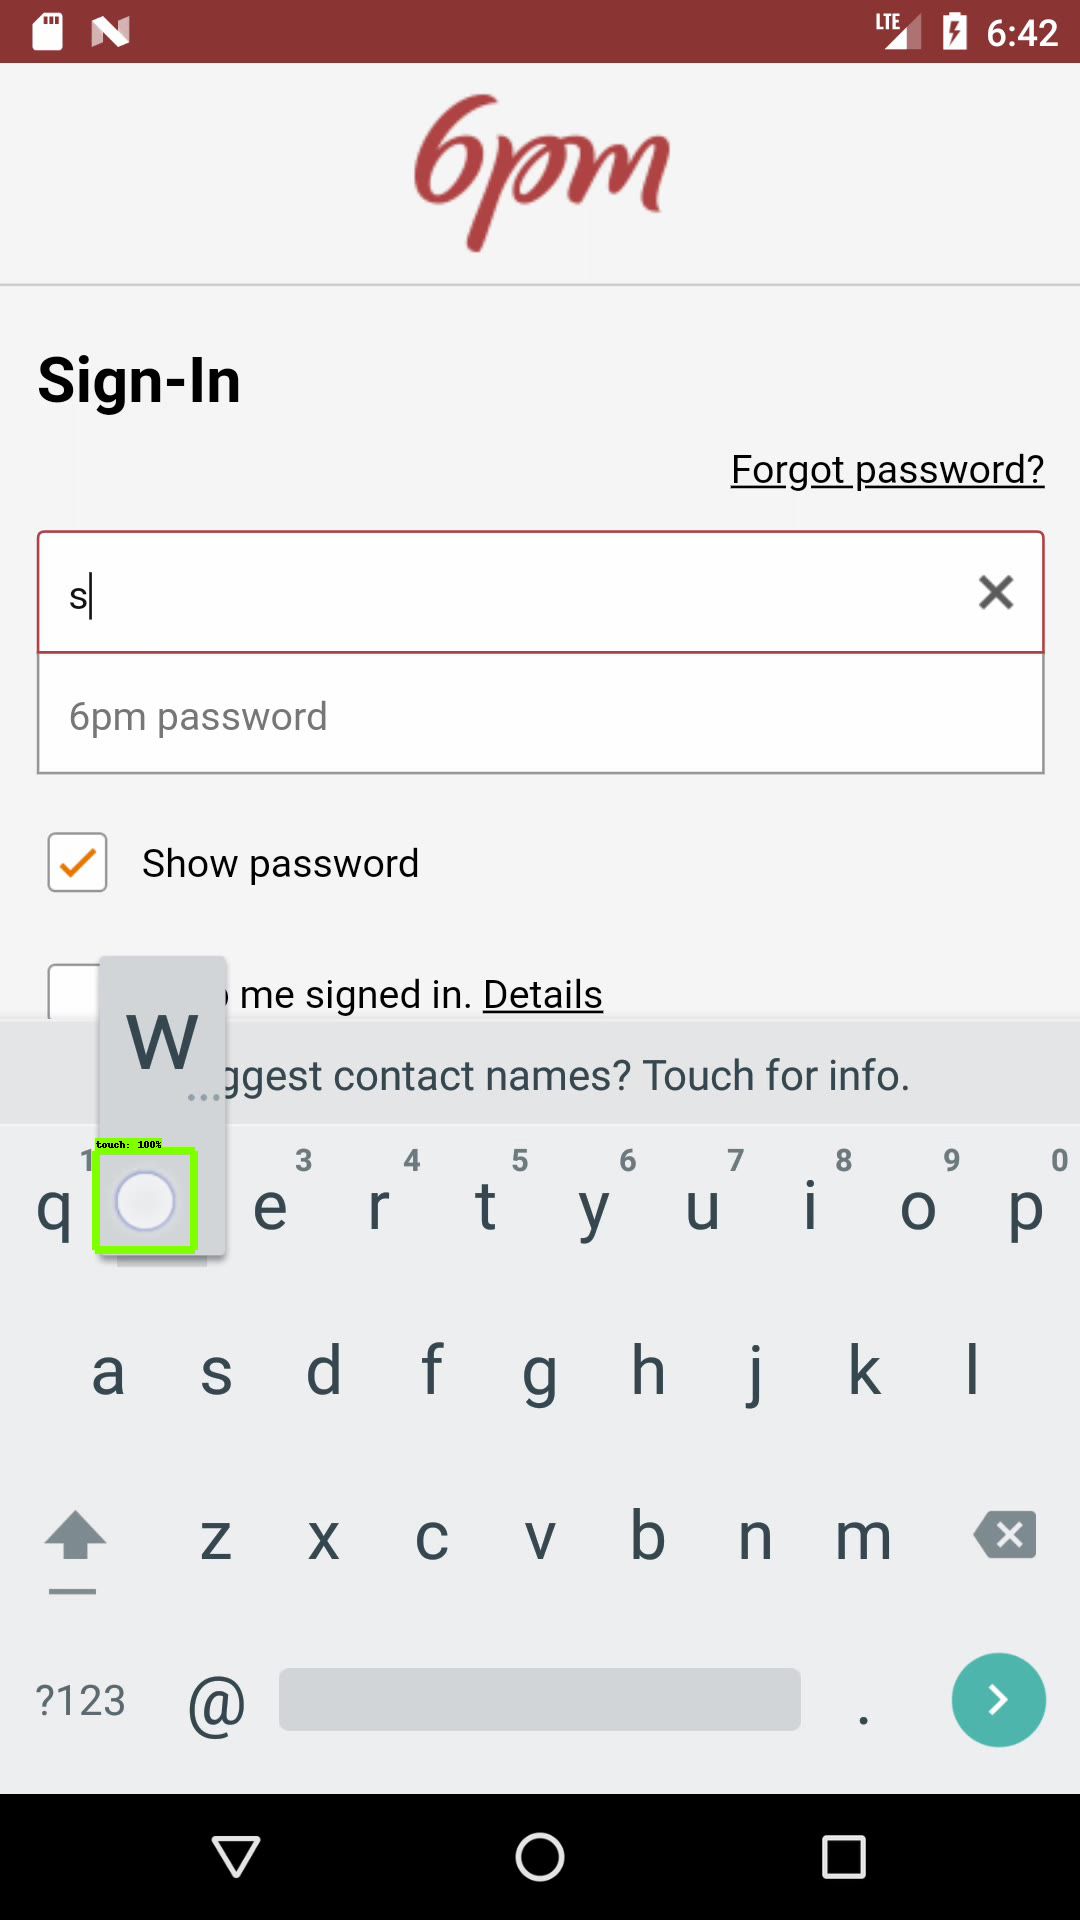 LTE 6:42
6pm
Sign-In
Forgot password?
s
6pm password
Show password
me signed in. Details
w
ggest contact names? Touch for info.
touch: 100%
1 3 4 5 6 7 8 9 0
q e r t y u i o p
a s d f g h j k l
z x c v b n m
?123 @ .